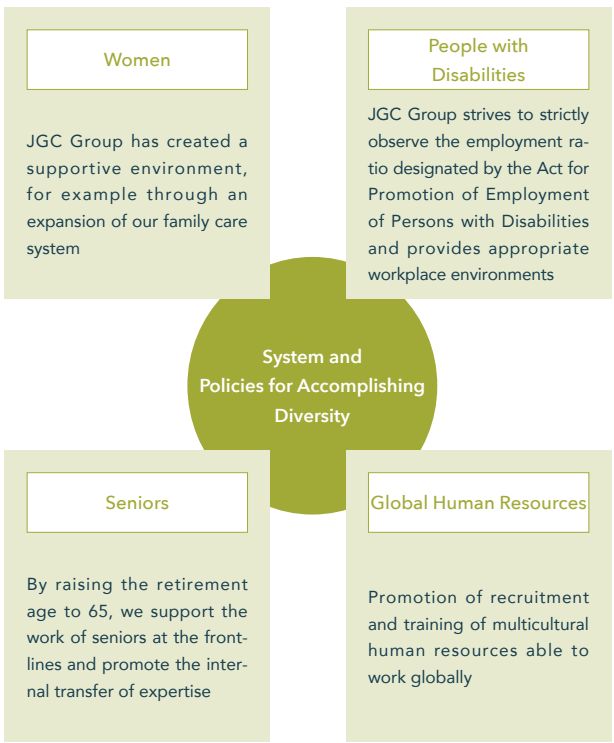 Women
JGC Group has created a
supportive environment,
for example through an
expansion of our family care
system
People with
Disabilities
JGC Group strives to strictly
observe the employment ra-
tio designated by the Act for
Promotion of Employment
of Persons with Disabilities
and provides appropriate
workplace environments
System and
Policies for Accomplishing
Diversity
Seniors
By raising the retirement
age to 65, we support the
work of seniors at the front-
lines and promote the inter-
nal transfer of expertise
Global Human Resources
Promotion of recruitment
and training of multicultural
human resources able to
work globally